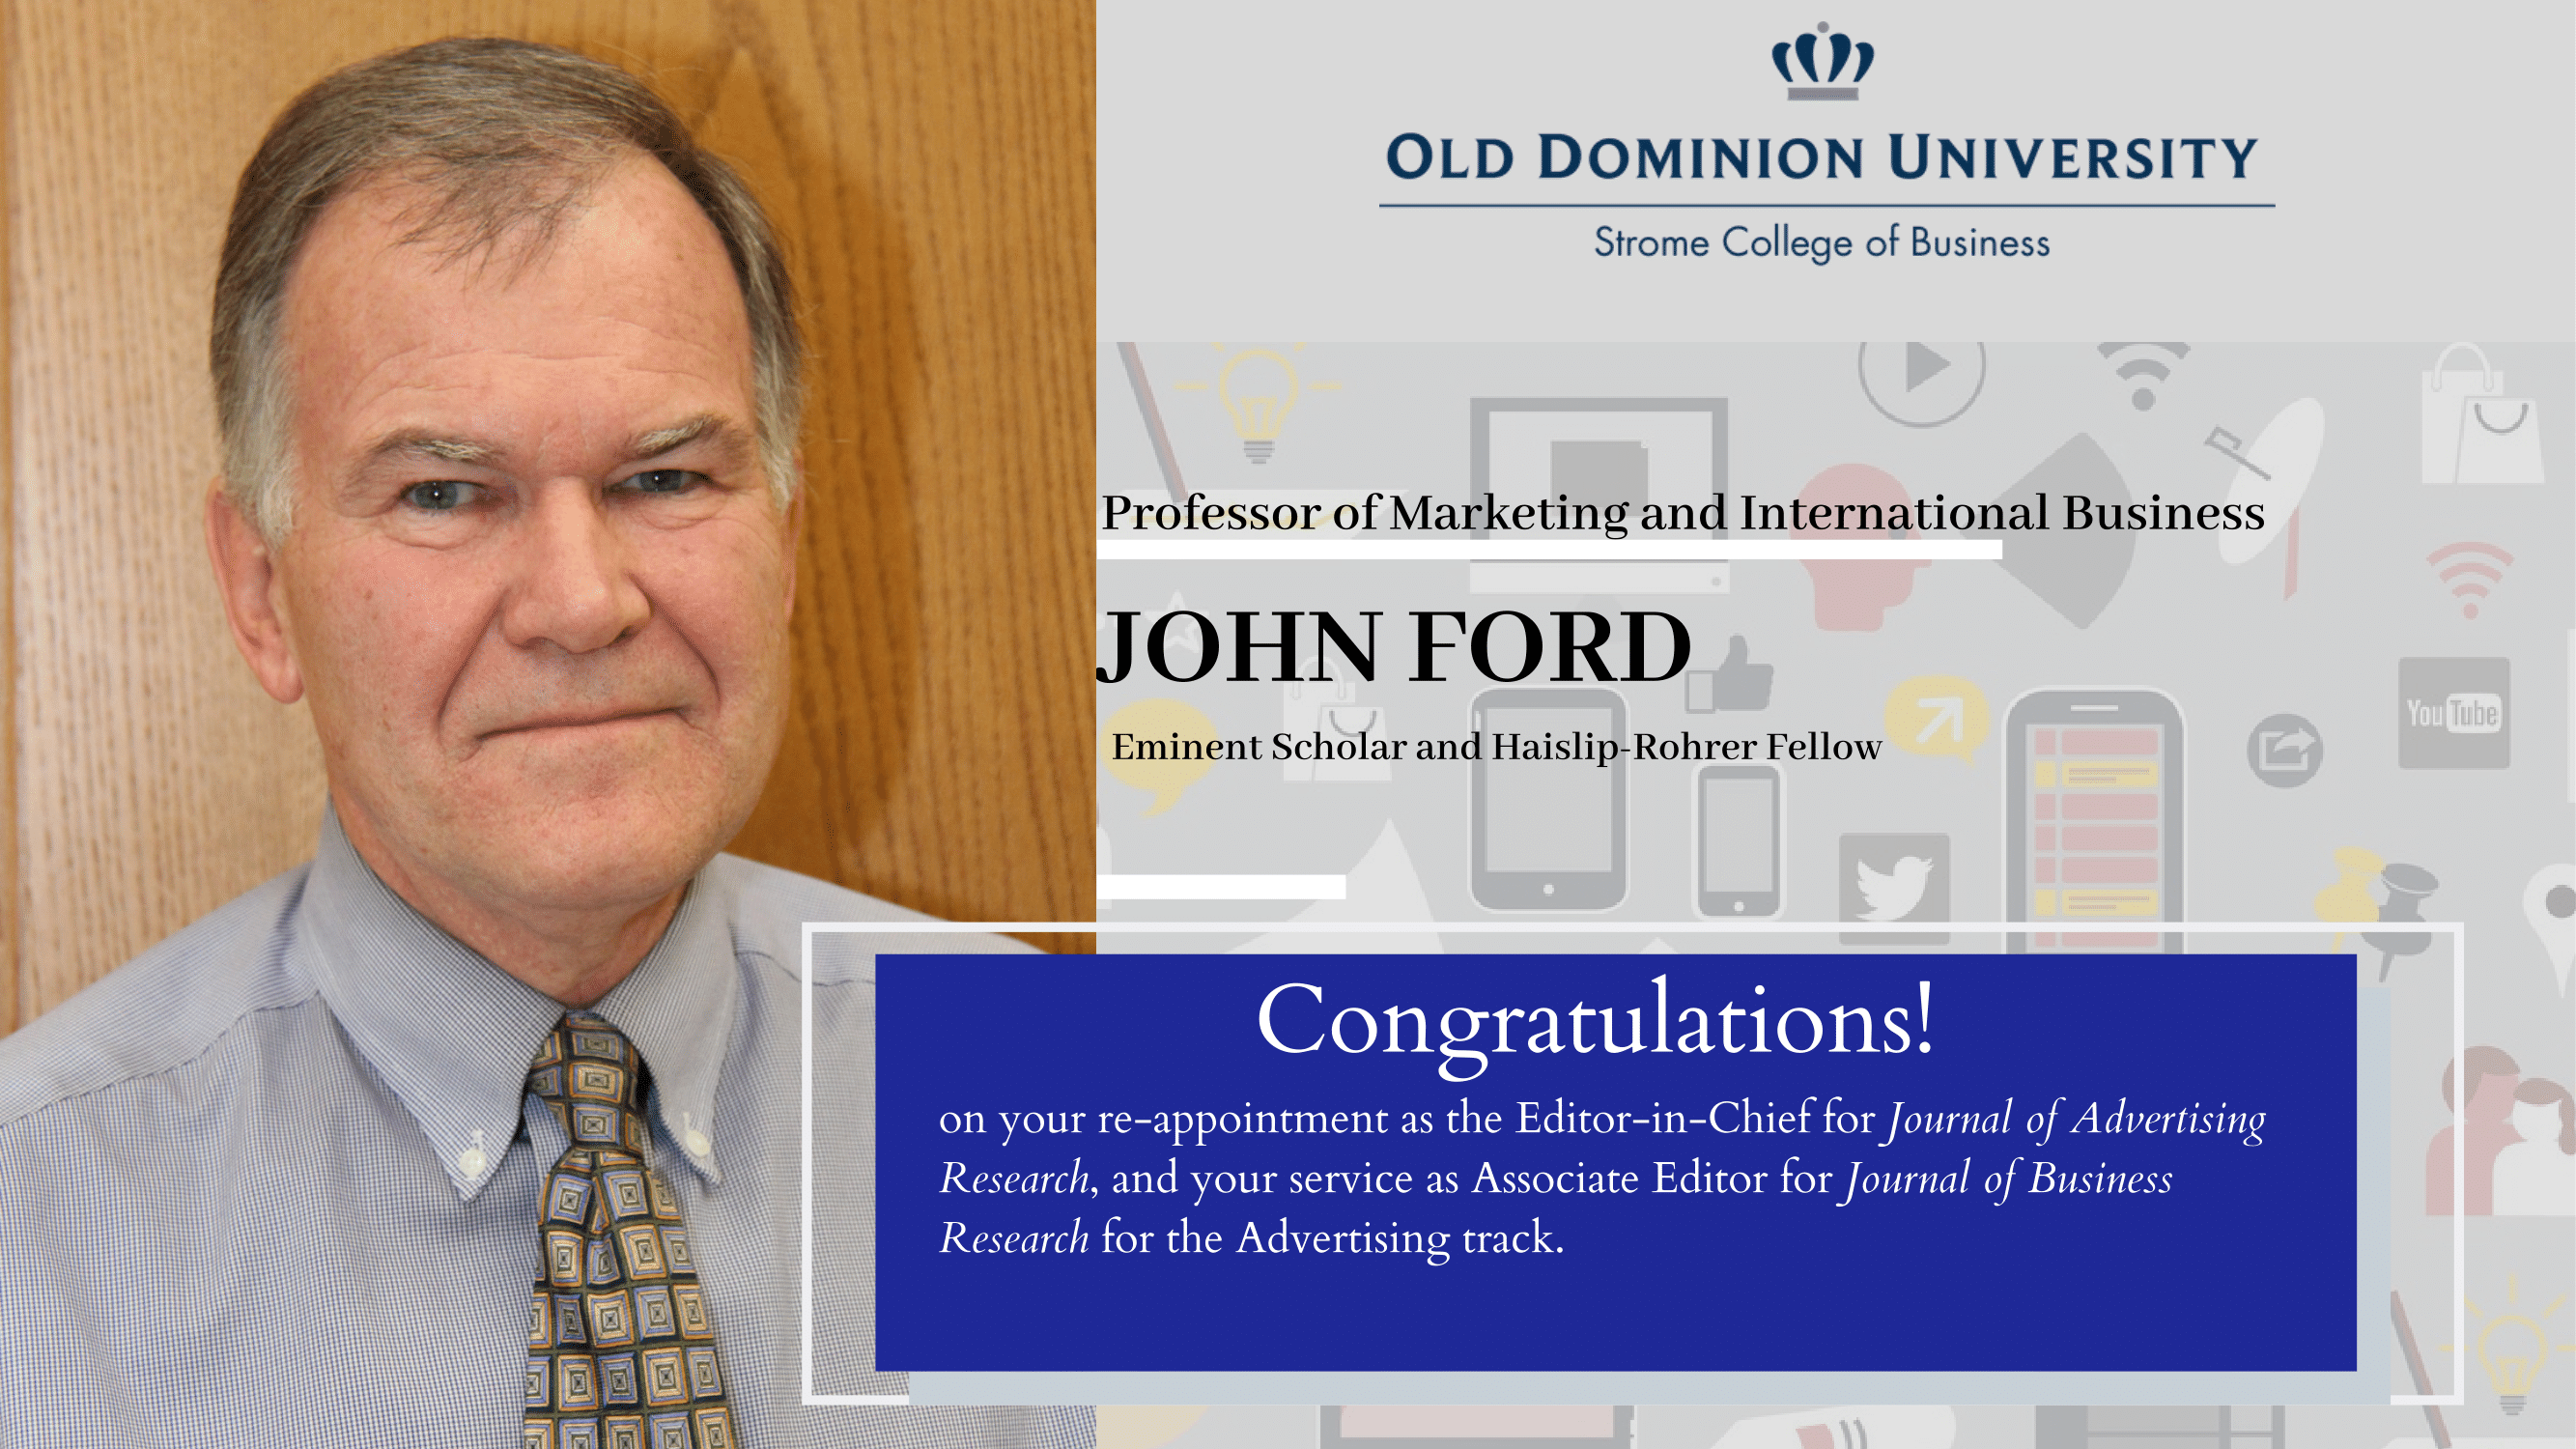 OLD DOMINION UNIVERSITY
Strome College of Business
Professor of Marketing and International Business
JOHN FORD
Eminent Scholar and Haislip-Rohrer Fellow
YouTube
Congratulations!
on your re-appointment as the Editor-in-Chief for Journal of Advertising
Research, and your service as Associate Editor for Journal of Business
Research for the Advertising track.